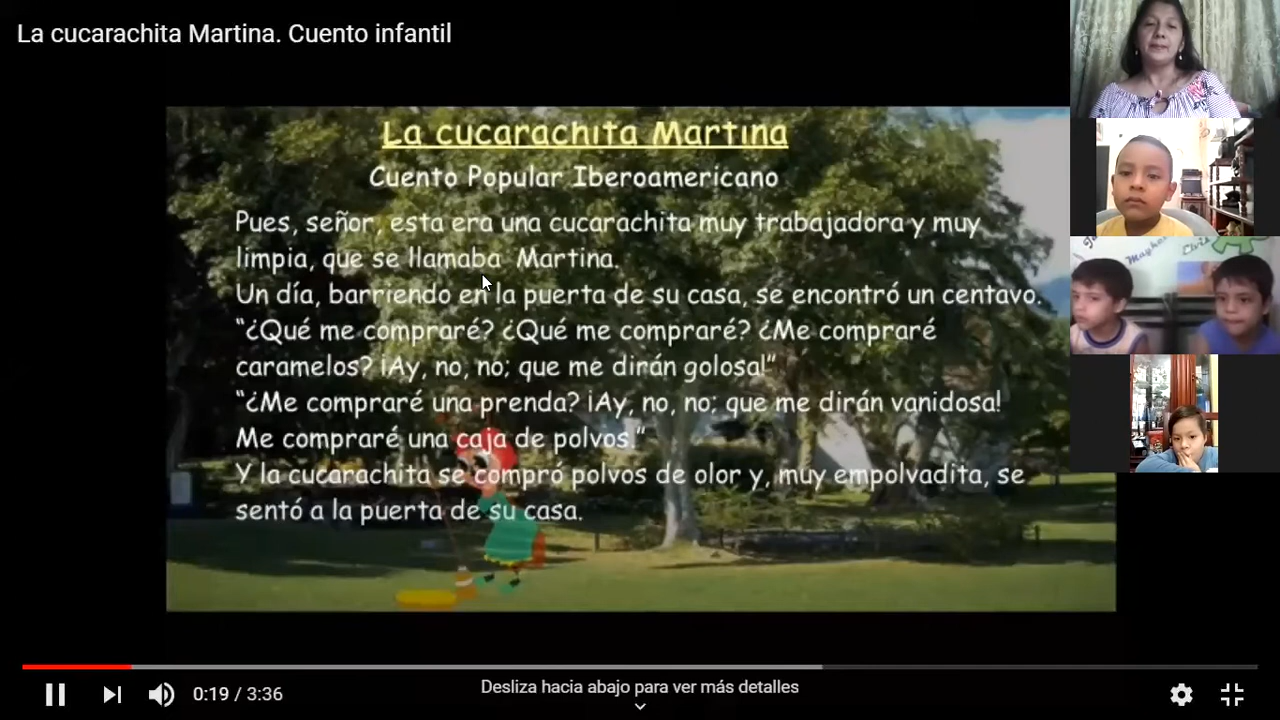 La cucarachita Martina. Cuento infantil
La cucarachita Martina
Cuento Popular Iberoamericano
Pues, señor, esta era una cucarachita muy trabajadora y muy
limpia, que se llamaba Martina.
Un día, barriendo en la puerta de su casa, se encontró un centavo.
“¿Qué me compraré? ¿Qué me compraré? ¿Me compraré
caramelos? ¡Ay, no, no; que me dirán golosa!”
“¿Me compraré una prenda? ¡Ay, no, no; que me dirán vanidosa!
Me compraré una caja de polvos.”
Y la cucarachita se compró polvos de olor y, muy empolvadita, se
sentó a la puerta de su casa.
0:19 / 3:36
Desliza hacia abajo para ver más detalles